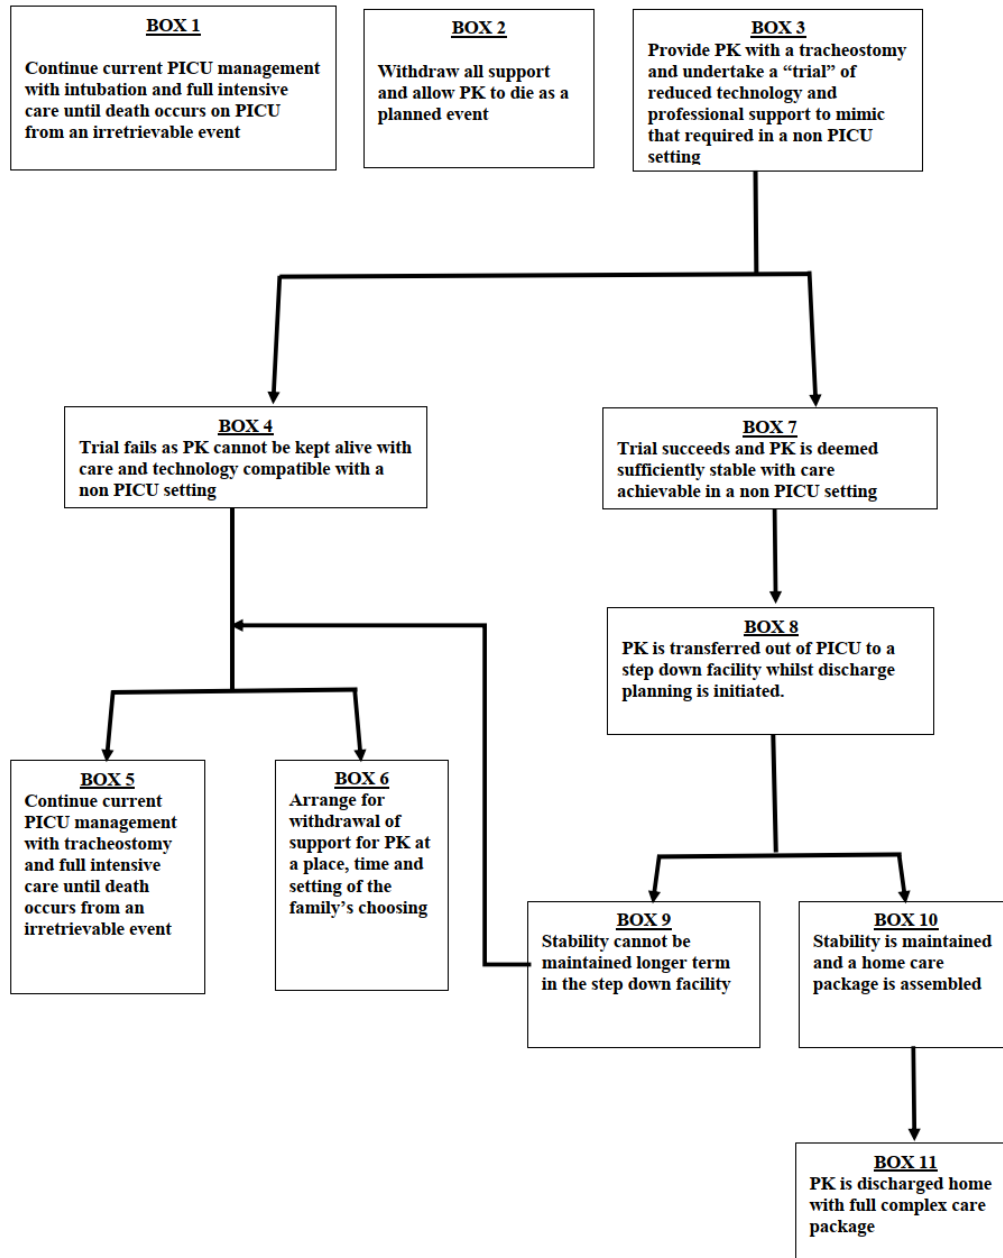 BOX 1
Continue current PICU management
with intubation and full intensive
care until death occurs on PICU
from an irretrievable event
BOX 2
Withdraw all support
and allow PK to die as a
planned event
BOX 3
Provide PK with a tracheostomy
and undertake a “trial” of
reduced technology and
professional support to mimic
that required in a non PICU
setting
BOX 4
Trial fails as PK cannot be kept alive with
care and technology compatible with a
non PICU setting
BOX 7
Trial succeeds and PK is deemed
sufficiently stable with care
achievable in a non PICU setting
BOX 8
PK is transferred out of PICU to a
step down facility whilst discharge
planning is initiated.
BOX 5
Continue current
PICU management
with tracheostomy
and full intensive
care until death
occurs from an
irretrievable event
BOX 6
Arrange for
withdrawal of
support for PK at
a place, time and
setting of the
family’s choosing
BOX 9
Stability cannot be
maintained longer term
in the step down facility
BOX 10
Stability is maintained
and a home care
package is assembled
BOX 11
PK is discharged home
with full complex care
package